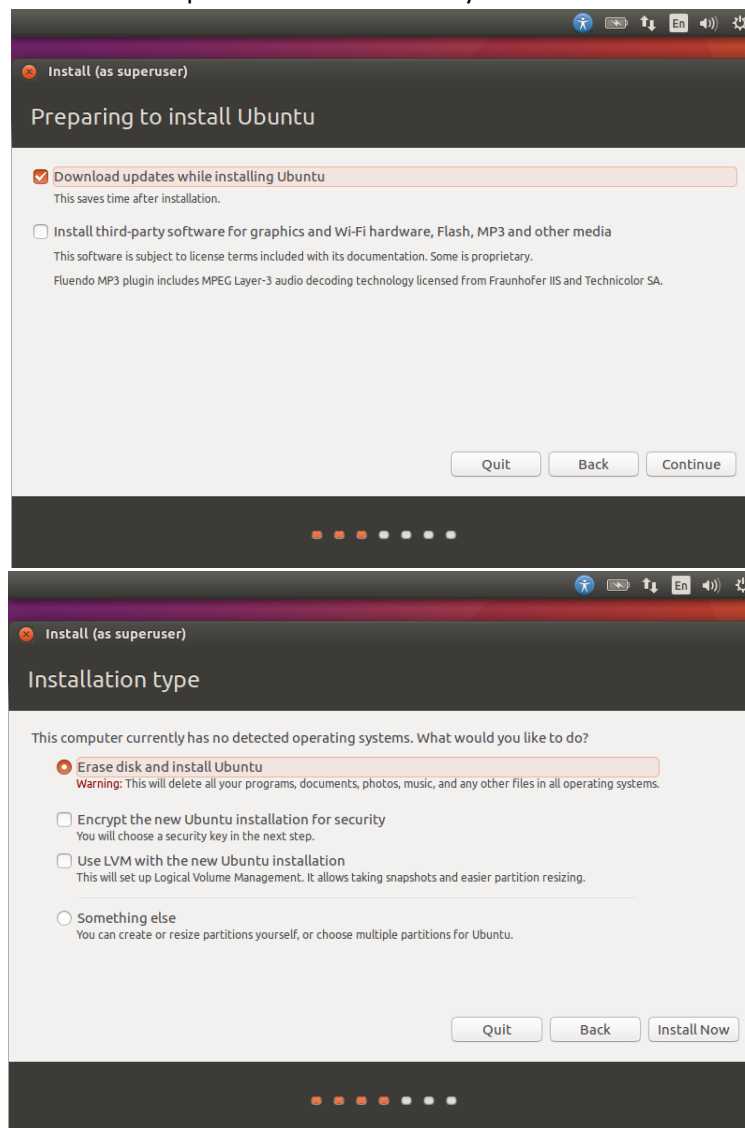 En
Install (as superuser)
Preparing to install Ubuntu
Download updates while installing Ubuntu
This saves time after installation.
Install third-party software for graphics and Wi-Fi hardware, Flash, MP3 and other media
This software is subject to license terms included with its documentation. Some is proprietary.
Fluendo MP3 plugin includes MPEG Layer-3 audio decoding technology licensed from Fraunhofer IIS and Technicolor SA.
Quit Back Continue
En
Install (as superuser)
Installation type
This computer currently has no detected operating systems. What would you like to do?
Erase disk and install Ubuntu
Warning: This will delete all your programs, documents, photos, music, and any other files in all operating systems.
Encrypt the new Ubuntu installation for security
You will choose a security key in the next step.
Use LVM with the new Ubuntu installation
This will set up Logical Volume Management. It allows taking snapshots and easier partition resizing.
Something else
You can create or resize partitions yourself, or choose multiple partitions for Ubuntu.
Quit Back Install Now